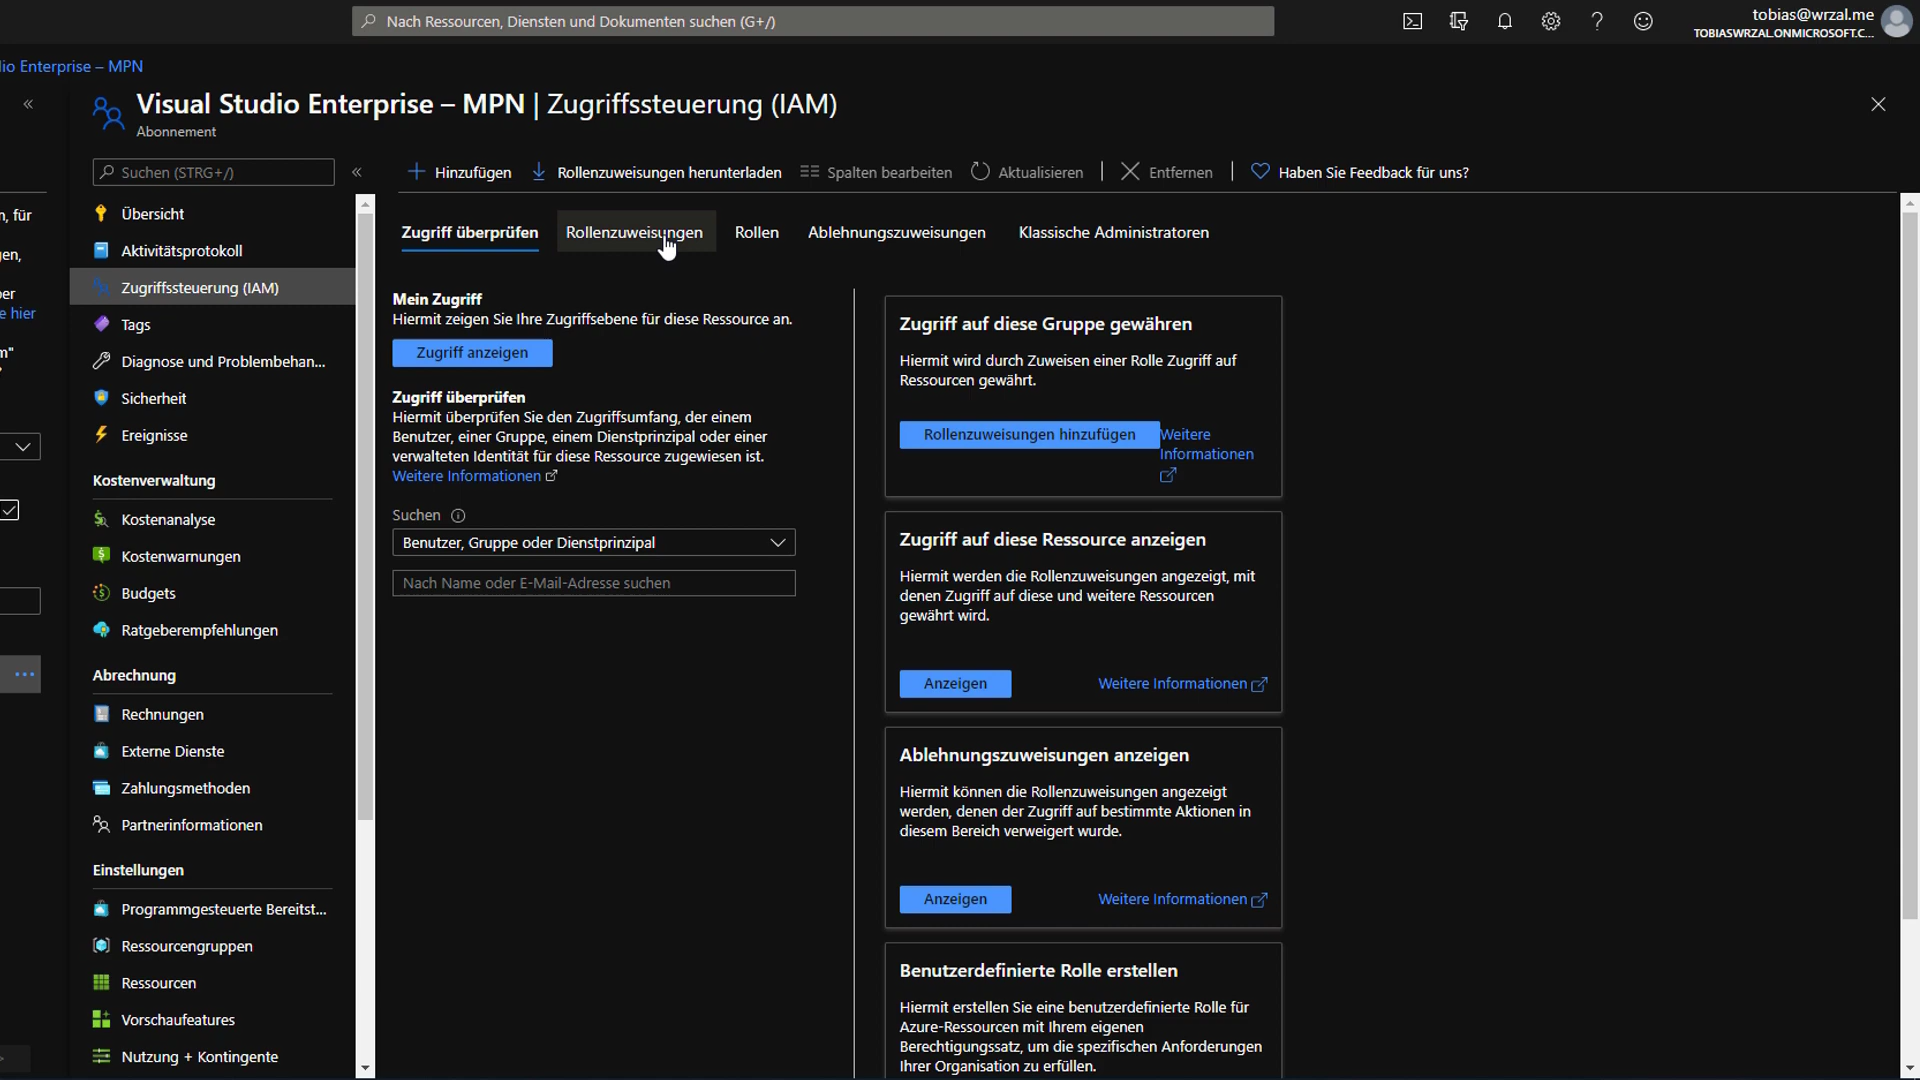 Nach Ressourcen, Diensten und Dokumenten suchen (G+/)
tobias@wrzal.me
TOBIASWRZAL.ONMICROSOFT.C...
io Enterprise – MPN
Visual Studio Enterprise – MPN | Zugriffssteuerung (IAM)
Abonnement
Suchen (STRG+/)
Hinzufügen
Rollenzuweisungen herunterladen
Spalten bearbeiten
Aktualisieren
Entfernen
Haben Sie Feedback für uns?
, für
gen,
er
e hier
Übersicht
Aktivitätsprotokoll
Zugriffssteuerung (IAM)
Tags
Diagnose und Problembehan...
Sicherheit
Ereignisse
Kostenverwaltung
Kostenanalyse
Kostenwarnungen
Budgets
Ratgeberempfehlungen
Abrechnung
Rechnungen
Externe Dienste
Zahlungsmethoden
Partnerinformationen
Einstellungen
Programmgesteuerte Bereitst...
Ressourcengruppen
Ressourcen
Vorschaufeatures
Nutzung + Kontingente
Zugriff überprüfen
Rollenzuweisungen
Rollen
Ablehnungszuweisungen
Klassische Administratoren
Mein Zugriff
Hiermit zeigen Sie Ihre Zugriffsebene für diese Ressource an.
Zugriff anzeigen
Zugriff überprüfen
Hiermit überprüfen Sie den Zugriffsumfang, der einem
Benutzer, einer Gruppe, einem Dienstprinzipal oder einer
verwalteten Identität für diese Ressource zugewiesen ist.
Weitere Informationen
Suchen
Benutzer, Gruppe oder Dienstprinzipal
Nach Name oder E-Mail-Adresse suchen
Zugriff auf diese Gruppe gewähren
Hiermit wird durch Zuweisen einer Rolle Zugriff auf
Ressourcen gewährt.
Rollenzuweisungen hinzufügen
Weitere
Informationen
Zugriff auf diese Ressource anzeigen
Hiermit werden die Rollenzuweisungen angezeigt, mit
denen Zugriff auf diese und weitere Ressourcen
gewährt wird.
Anzeigen
Weitere Informationen
Ablehnungszuweisungen anzeigen
Hiermit können die Rollenzuweisungen angezeigt
werden, denen der Zugriff auf bestimmte Aktionen in
diesem Bereich verweigert wurde.
Anzeigen
Weitere Informationen
Benutzerdefinierte Rolle erstellen
Hiermit erstellen Sie eine benutzerdefinierte Rolle für
Azure-Ressourcen mit Ihrem eigenen
Berechtigungssatz, um die spezifischen Anforderungen
Ihrer Organisation zu erfüllen.